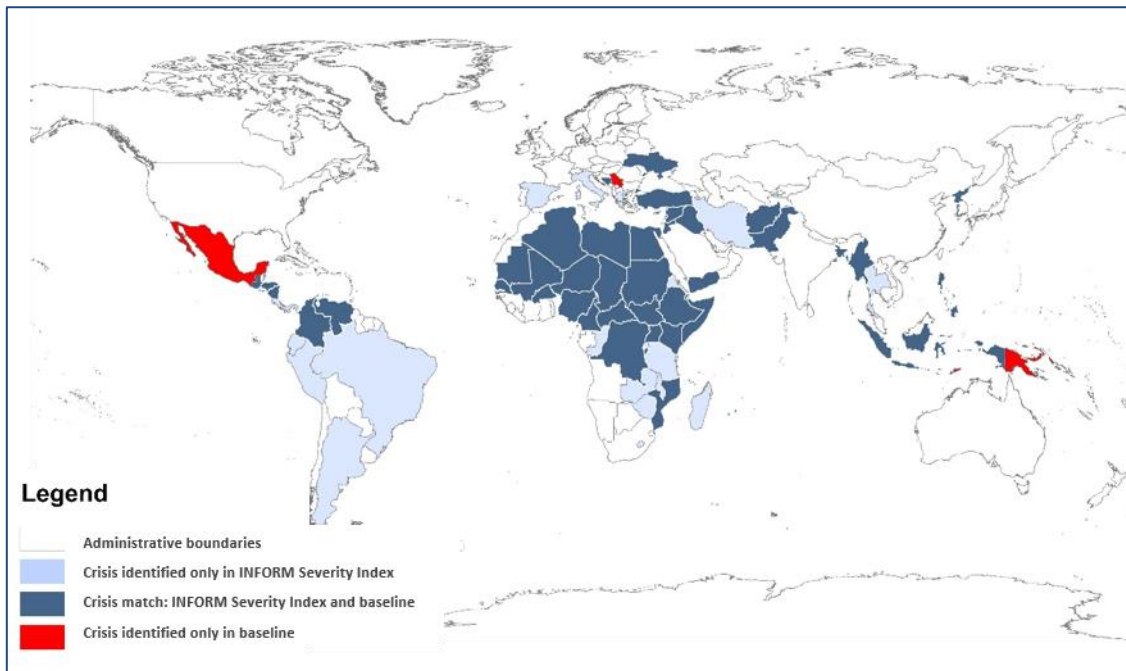 Legend
Administrative boundaries
Crisis identified only in INFORM Severity Index
Crisis match: INFORM Severity Index and baseline
Crisis identified only in baseline